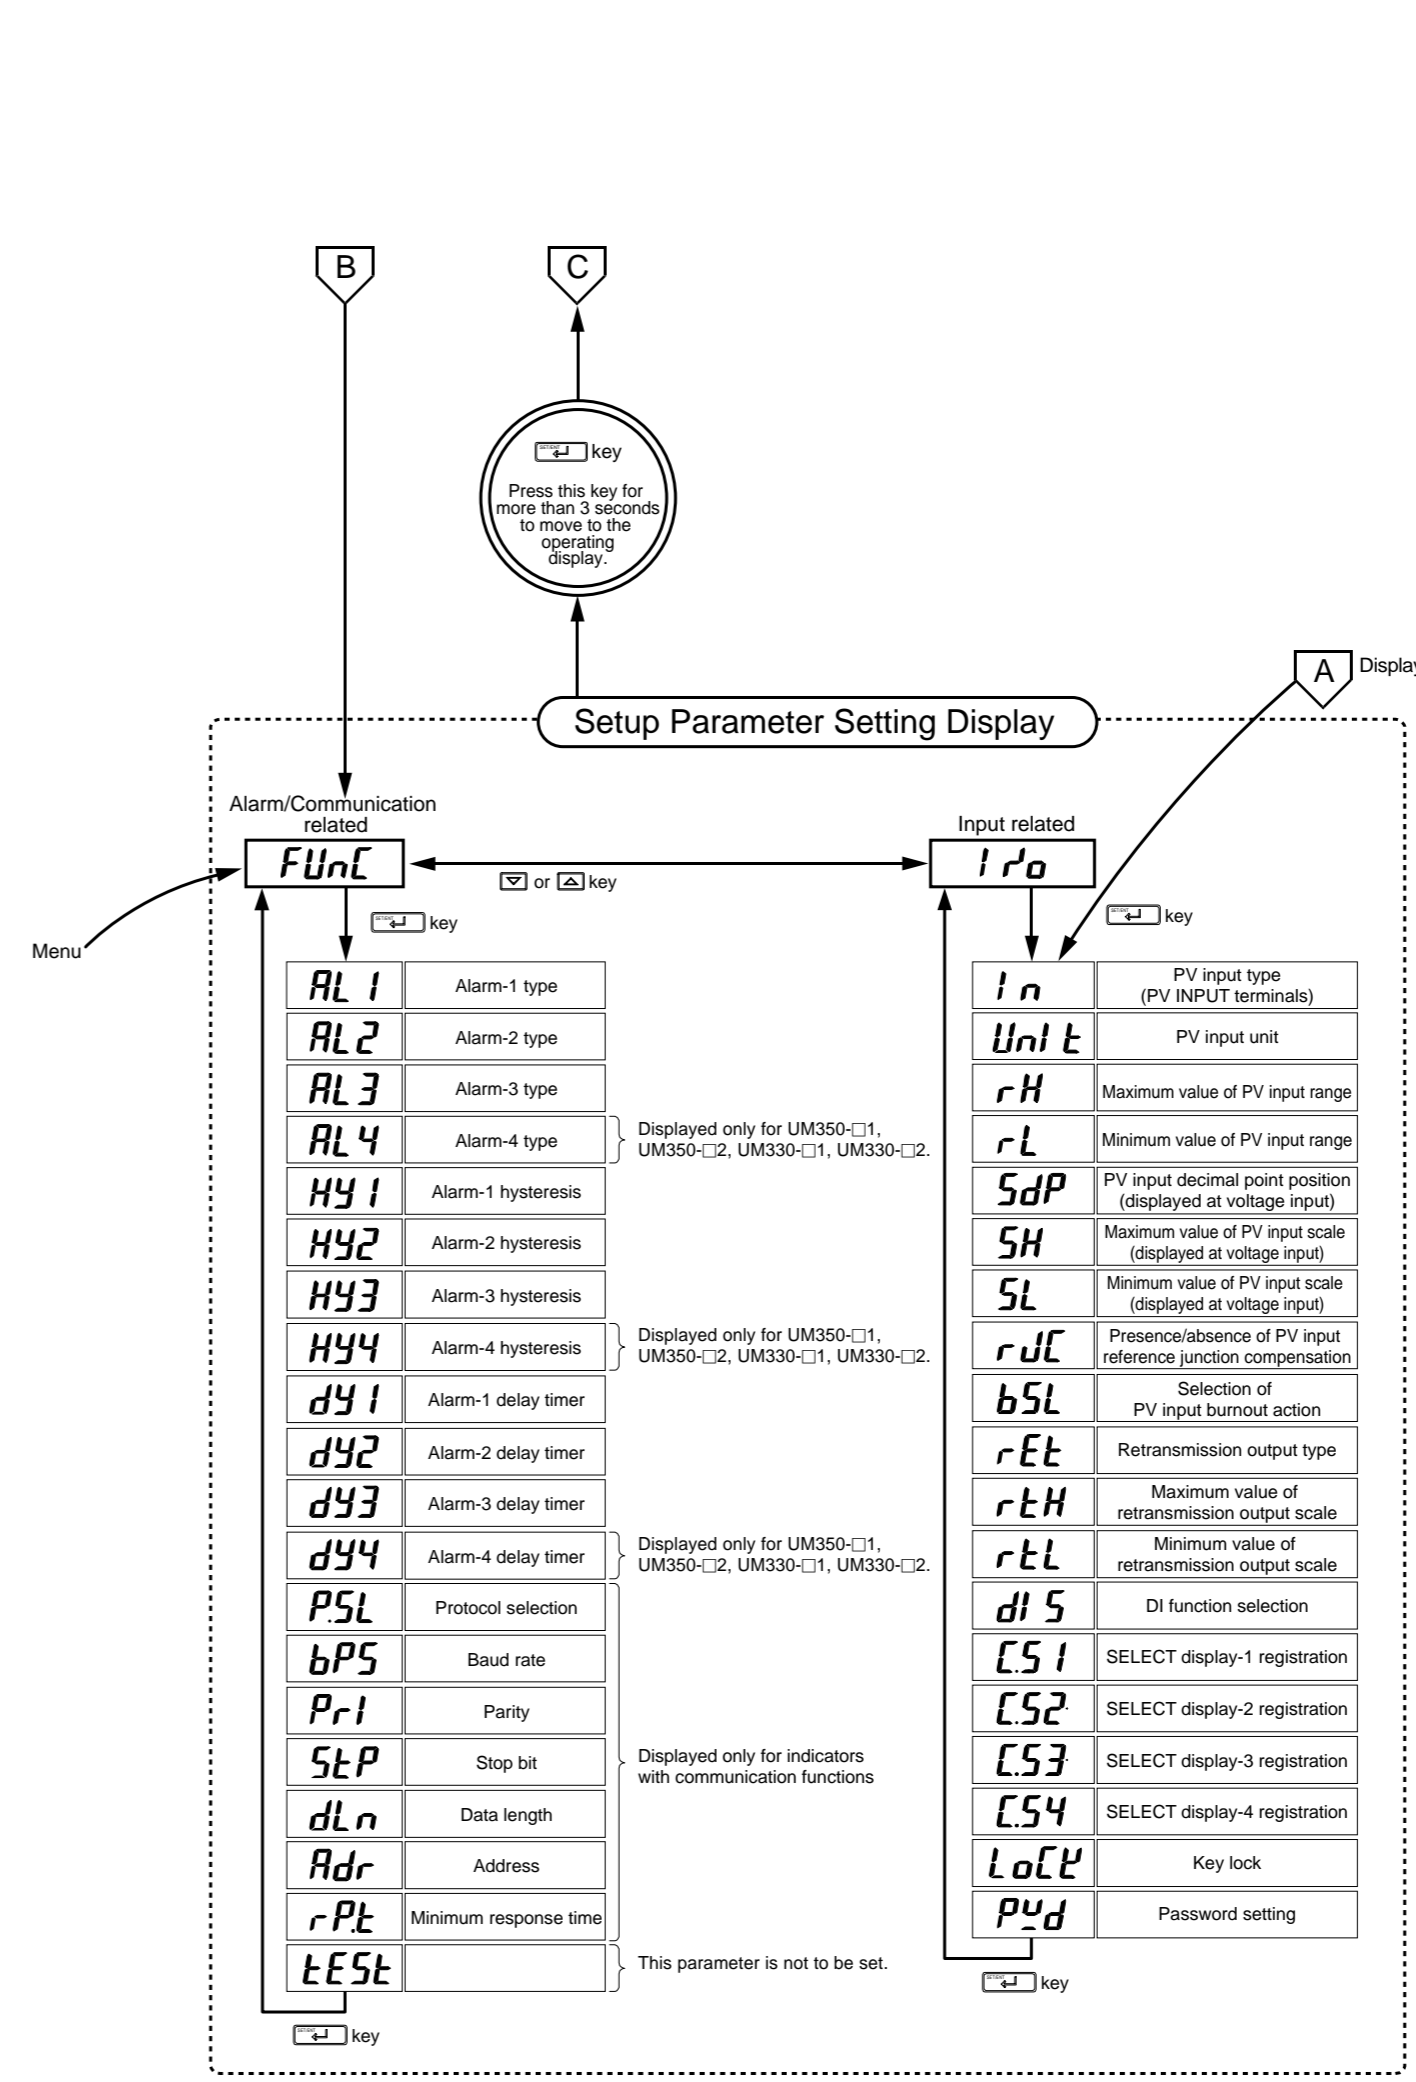 B
C
SET/ENT key
Press this key for
more than 3 seconds
to move to the
operating
display.
A
Display
Setup Parameter Setting Display
Alarm/Communication
related
FUnC
Input related
I/o
▽ or △ key
SET/ENT key
SET/ENT key
Menu
AL1 Alarm-1 type
AL2 Alarm-2 type
AL3 Alarm-3 type
AL4 Alarm-4 type
Displayed only for UM350-□1,
UM350-□2, UM330-□1, UM330-□2.
HY1 Alarm-1 hysteresis
HY2 Alarm-2 hysteresis
HY3 Alarm-3 hysteresis
HY4 Alarm-4 hysteresis
Displayed only for UM350-□1,
UM350-□2, UM330-□1, UM330-□2.
dY1 Alarm-1 delay timer
dY2 Alarm-2 delay timer
dY3 Alarm-3 delay timer
dY4 Alarm-4 delay timer
Displayed only for UM350-□1,
UM350-□2, UM330-□1, UM330-□2.
P.SL Protocol selection
bPS Baud rate
PrI Parity
StP Stop bit
Displayed only for indicators
with communication functions
dLn Data length
Adr Address
rP.t Minimum response time
tESt
This parameter is not to be set.
SET/ENT key
In PV input type
(PV INPUT terminals)
UnIt PV input unit
rH Maximum value of PV input range
rL Minimum value of PV input range
SdP PV input decimal point position
(displayed at voltage input)
SH Maximum value of PV input scale
(displayed at voltage input)
SL Minimum value of PV input scale
(displayed at voltage input)
rJC Presence/absence of PV input
reference junction compensation
bSL Selection of
PV input burnout action
rEt Retransmission output type
rtH Maximum value of
retransmission output scale
rtL Minimum value of
retransmission output scale
dIS DI function selection
C.S1 SELECT display-1 registration
C.S2 SELECT display-2 registration
C.S3 SELECT display-3 registration
C.S4 SELECT display-4 registration
LoCK Key lock
PWd Password setting
SET/ENT key